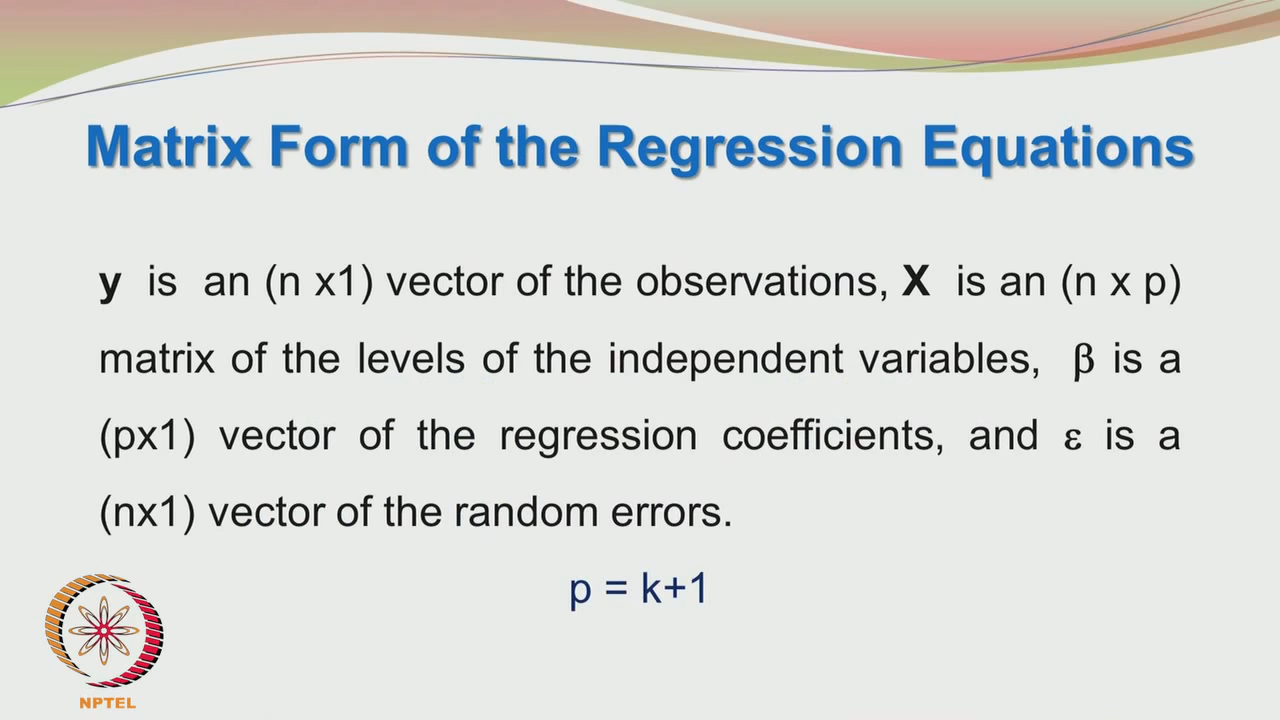 Matrix Form of the Regression Equations
y is an (n x1) vector of the observations, X is an (n x p)
matrix of the levels of the independent variables, β is a
(px1) vector of the regression coefficients, and ε is a
(nx1) vector of the random errors.
p = k+1
NPTEL